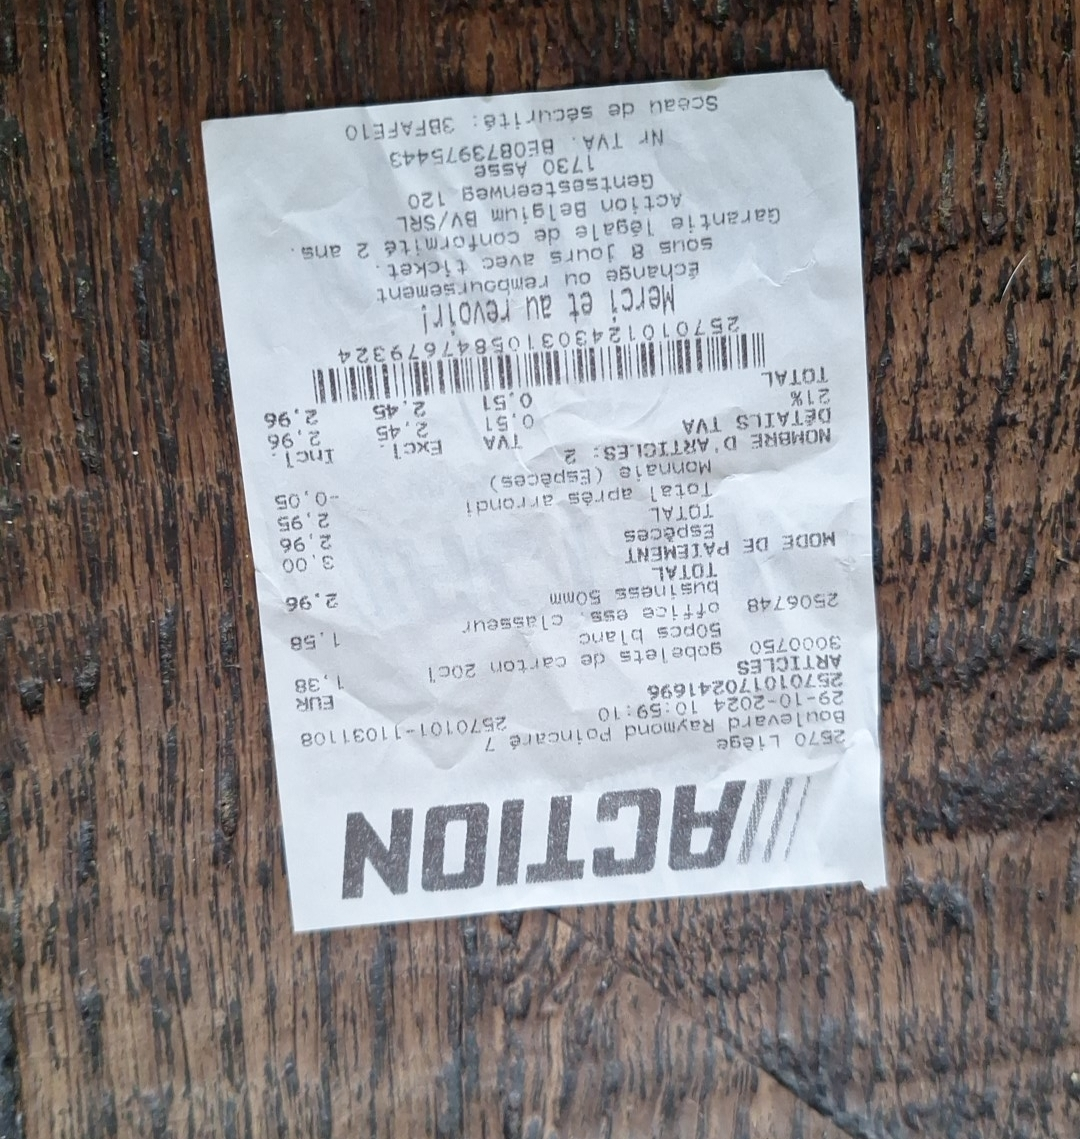 ACTION
2570 Liège
Boulevard Raymond Poincaré 7
29-10-2024 10:59:10 2570101-11031108
257010170241696
ARTICLES EUR
3000750 gobelets de carton 20cl 1,38
50pcs blanc
2506748 office ess. classeur 1,58
business 50mm
TOTAL 2,96
MODE DE PAIEMENT
Espèces 3,00
TOTAL 2,96
Total après arrondi 2,95
Monnaie (Espèces) -0,05
NOMBRE D'ARTICLES: 2
DÉTAILS TVA TVA Excl. Incl.
21% 0,51 2,45 2,96
TOTAL 0,51 2,45 2,96
2570101243031058476​79324
Merci et au revoir!
Échange ou remboursement
sous 8 jours avec ticket.
Garantie légale de conformité 2 ans.
Action Belgium BV/SRL
Gentsesteenweg 120
1730 Asse
Nr TVA. BE0873975443
Sceau de sécurité: 3BFAFE10